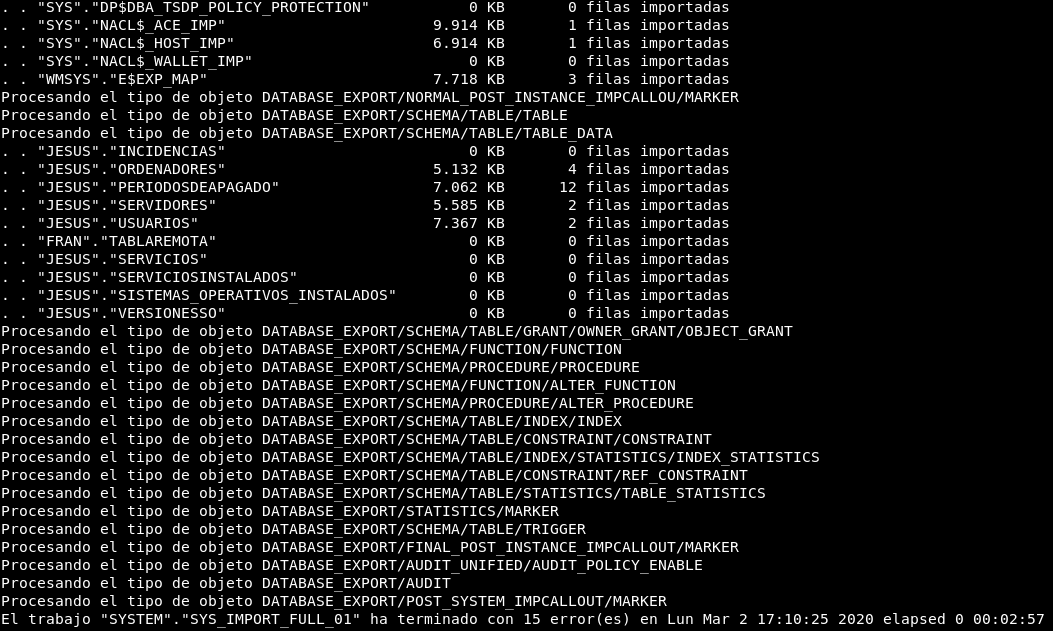 . . "SYS"."DP$DBA_TSDP_POLICY_PROTECTION" 0 KB 0 filas importadas
. . "SYS"."NACL$_ACE_IMP" 9.914 KB 1 filas importadas
. . "SYS"."NACL$_HOST_IMP" 6.914 KB 1 filas importadas
. . "SYS"."NACL$_WALLET_IMP" 0 KB 0 filas importadas
. . "WMSYS"."E$EXP_MAP" 7.718 KB 3 filas importadas
Procesando el tipo de objeto DATABASE_EXPORT/NORMAL_POST_INSTANCE_IMPCALLOU/MARKER
Procesando el tipo de objeto DATABASE_EXPORT/SCHEMA/TABLE/TABLE
Procesando el tipo de objeto DATABASE_EXPORT/SCHEMA/TABLE/TABLE_DATA
. . "JESUS"."INCIDENCIAS" 0 KB 0 filas importadas
. . "JESUS"."ORDENADORES" 5.132 KB 4 filas importadas
. . "JESUS"."PERIODOSDEAPAGADO" 7.062 KB 12 filas importadas
. . "JESUS"."SERVIDORES" 5.585 KB 2 filas importadas
. . "JESUS"."USUARIOS" 7.367 KB 2 filas importadas
. . "FRAN"."TABLAREMOTA" 0 KB 0 filas importadas
. . "JESUS"."SERVICIOS" 0 KB 0 filas importadas
. . "JESUS"."SERVICIOSINSTALADOS" 0 KB 0 filas importadas
. . "JESUS"."SISTEMAS_OPERATIVOS_INSTALADOS" 0 KB 0 filas importadas
. . "JESUS"."VERSIONESSO" 0 KB 0 filas importadas
Procesando el tipo de objeto DATABASE_EXPORT/SCHEMA/TABLE/GRANT/OWNER_GRANT/OBJECT_GRANT
Procesando el tipo de objeto DATABASE_EXPORT/SCHEMA/FUNCTION/FUNCTION
Procesando el tipo de objeto DATABASE_EXPORT/SCHEMA/PROCEDURE/PROCEDURE
Procesando el tipo de objeto DATABASE_EXPORT/SCHEMA/FUNCTION/ALTER_FUNCTION
Procesando el tipo de objeto DATABASE_EXPORT/SCHEMA/PROCEDURE/ALTER_PROCEDURE
Procesando el tipo de objeto DATABASE_EXPORT/SCHEMA/TABLE/INDEX/INDEX
Procesando el tipo de objeto DATABASE_EXPORT/SCHEMA/TABLE/CONSTRAINT/CONSTRAINT
Procesando el tipo de objeto DATABASE_EXPORT/SCHEMA/TABLE/INDEX/STATISTICS/INDEX_STATISTICS
Procesando el tipo de objeto DATABASE_EXPORT/SCHEMA/TABLE/CONSTRAINT/REF_CONSTRAINT
Procesando el tipo de objeto DATABASE_EXPORT/SCHEMA/TABLE/STATISTICS/TABLE_STATISTICS
Procesando el tipo de objeto DATABASE_EXPORT/STATISTICS/MARKER
Procesando el tipo de objeto DATABASE_EXPORT/SCHEMA/TABLE/TRIGGER
Procesando el tipo de objeto DATABASE_EXPORT/FINAL_POST_INSTANCE_IMPCALLOUT/MARKER
Procesando el tipo de objeto DATABASE_EXPORT/AUDIT_UNIFIED/AUDIT_POLICY_ENABLE
Procesando el tipo de objeto DATABASE_EXPORT/AUDIT
Procesando el tipo de objeto DATABASE_EXPORT/POST_SYSTEM_IMPCALLOUT/MARKER
El trabajo "SYSTEM"."SYS_IMPORT_FULL_01" ha terminado con 15 error(es) en Lun Mar 2 17:10:25 2020 elapsed 0 00:02:57